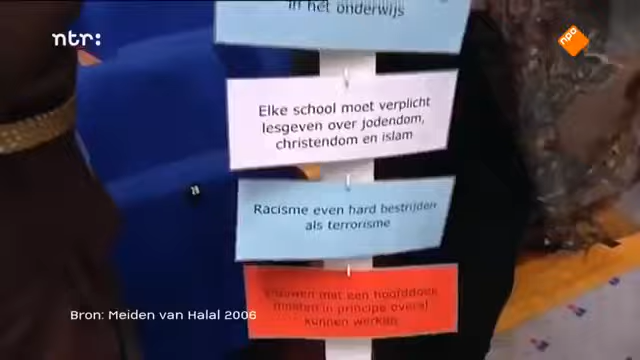 ntr:
npo
in het onderwijs
Elke school moet verplicht
lesgeven over jodendom,
christendom en islam
Racisme even hard bestrijden
als terrorisme
Vrouwen met een hoofddoek
moeten in principe overal
kunnen werken
Bron: Meiden van Halal 2006